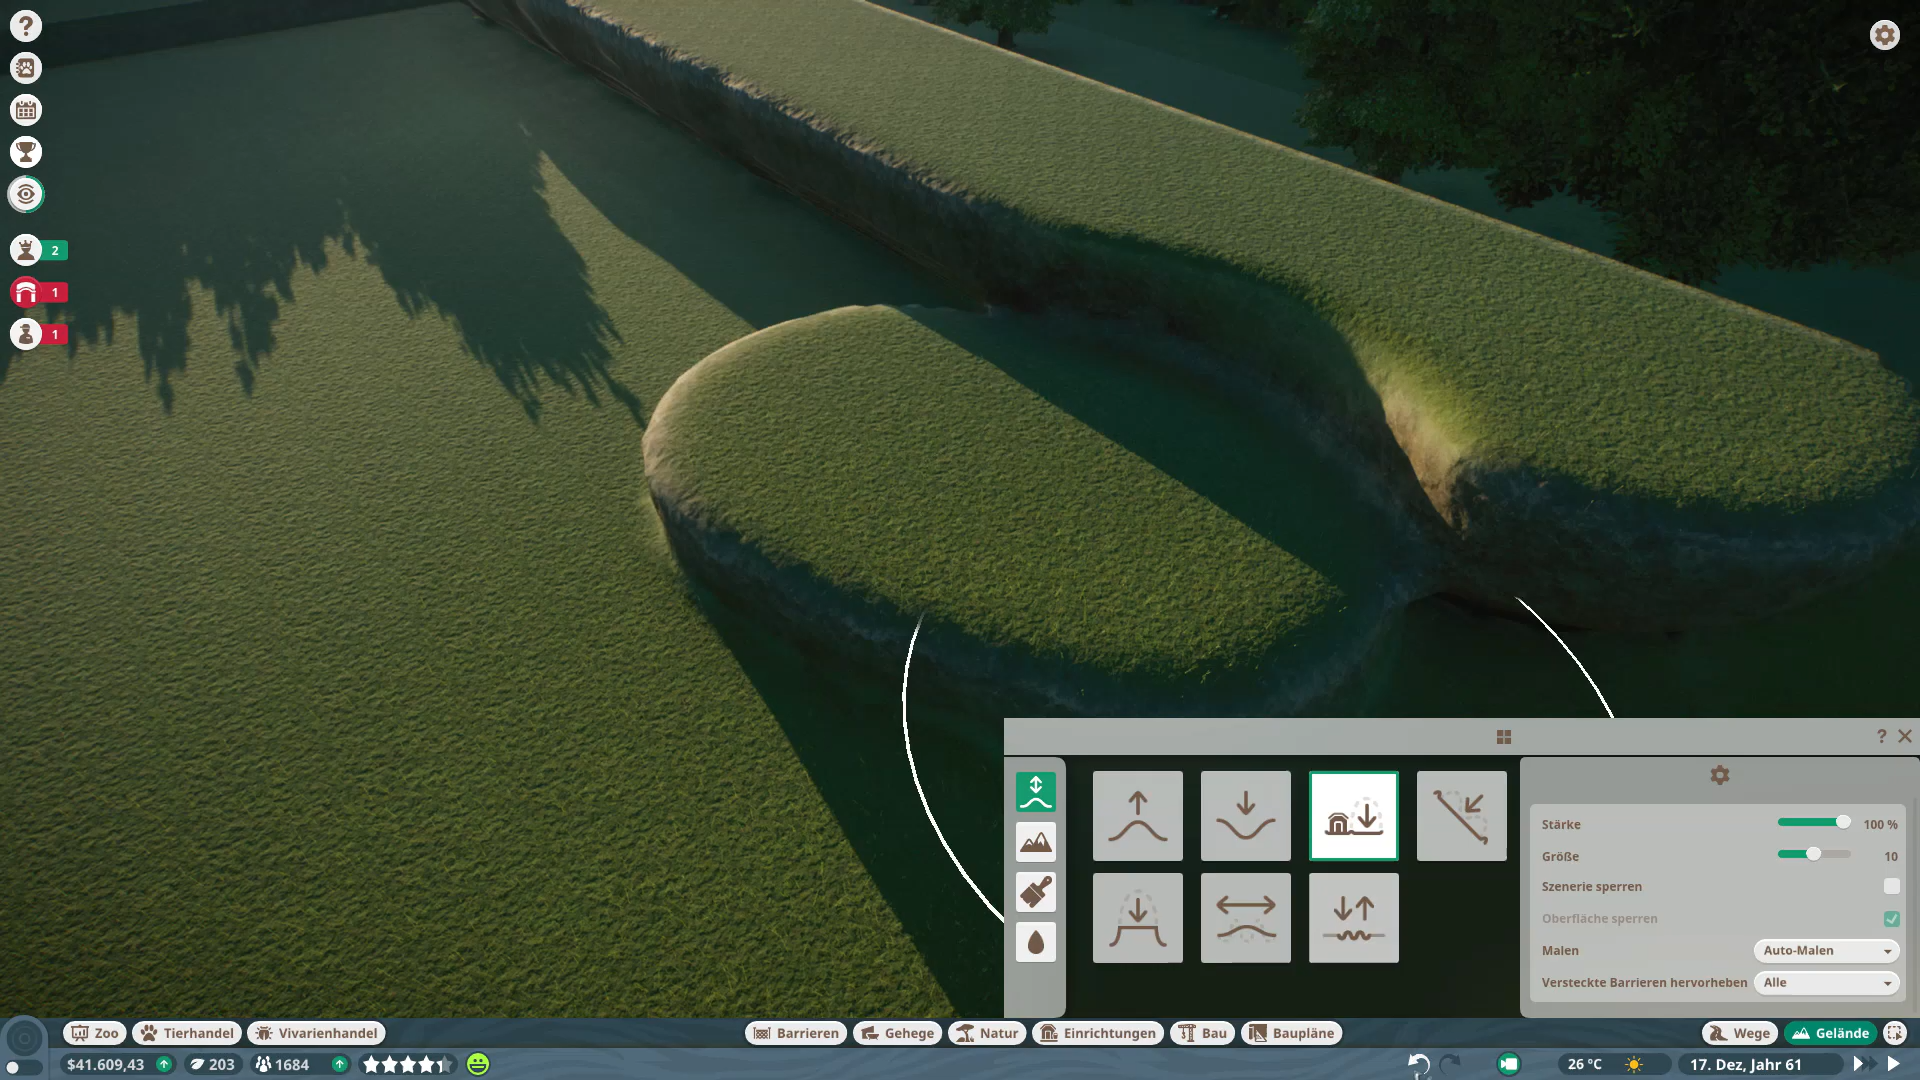 ?
2
1
1
? ×
Stärke 100 %
Größe 10
Szenerie sperren
Oberfläche sperren
Malen Auto-Malen
Versteckte Barrieren hervorheben Alle
Zoo Tierhandel Vivarienhandel Barrieren Gehege Natur Einrichtungen Bau Baupläne Wege Gelände
$41.609,43 203 1684 26 °C 17. Dez, Jahr 61